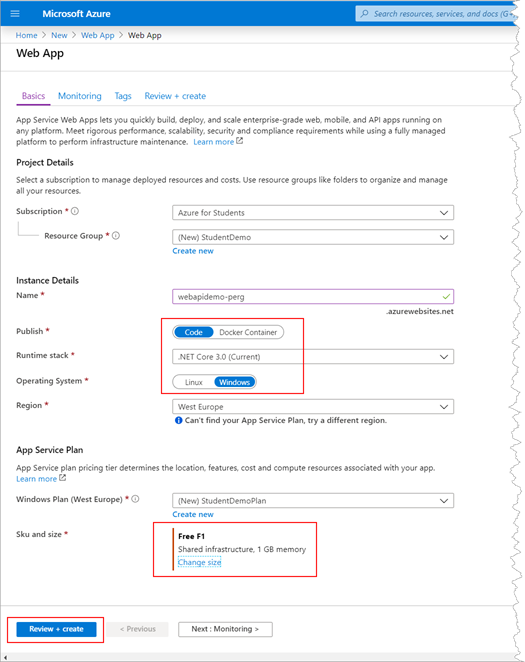 Microsoft Azure
Search resources, services, and docs (G+
Home > New > Web App > Web App
Web App
Basics Monitoring Tags Review + create
App Service Web Apps lets you quickly build, deploy, and scale enterprise-grade web, mobile, and API apps running on
any platform. Meet rigorous performance, scalability, security and compliance requirements while using a fully managed
platform to perform infrastructure maintenance. Learn more
Project Details
Select a subscription to manage deployed resources and costs. Use resource groups like folders to organize and manage
all your resources.
Subscription * Azure for Students
Resource Group * (New) StudentDemo
Create new
Instance Details
Name * webapidemo-perg
.azurewebsites.net
Publish * Code Docker Container
Runtime stack * .NET Core 3.0 (Current)
Operating System * Linux Windows
Region * West Europe
Can't find your App Service Plan, try a different region.
App Service Plan
App Service plan pricing tier determines the location, features, cost and compute resources associated with your app.
Learn more
Windows Plan (West Europe) * (New) StudentDemoPlan
Create new
Sku and size * Free F1
Shared infrastructure, 1 GB memory
Change size
Review + create < Previous Next : Monitoring >